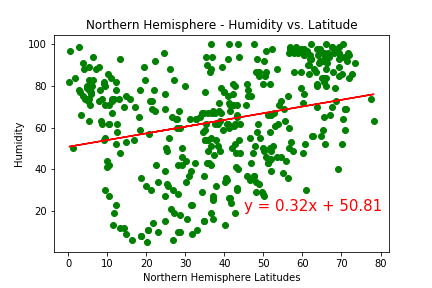 Northern Hemisphere - Humidity vs. Latitude
100
80
60
40
20
Humidity
y = 0.32x + 50.81
0 10 20 30 40 50 60 70 80
Northern Hemisphere Latitudes